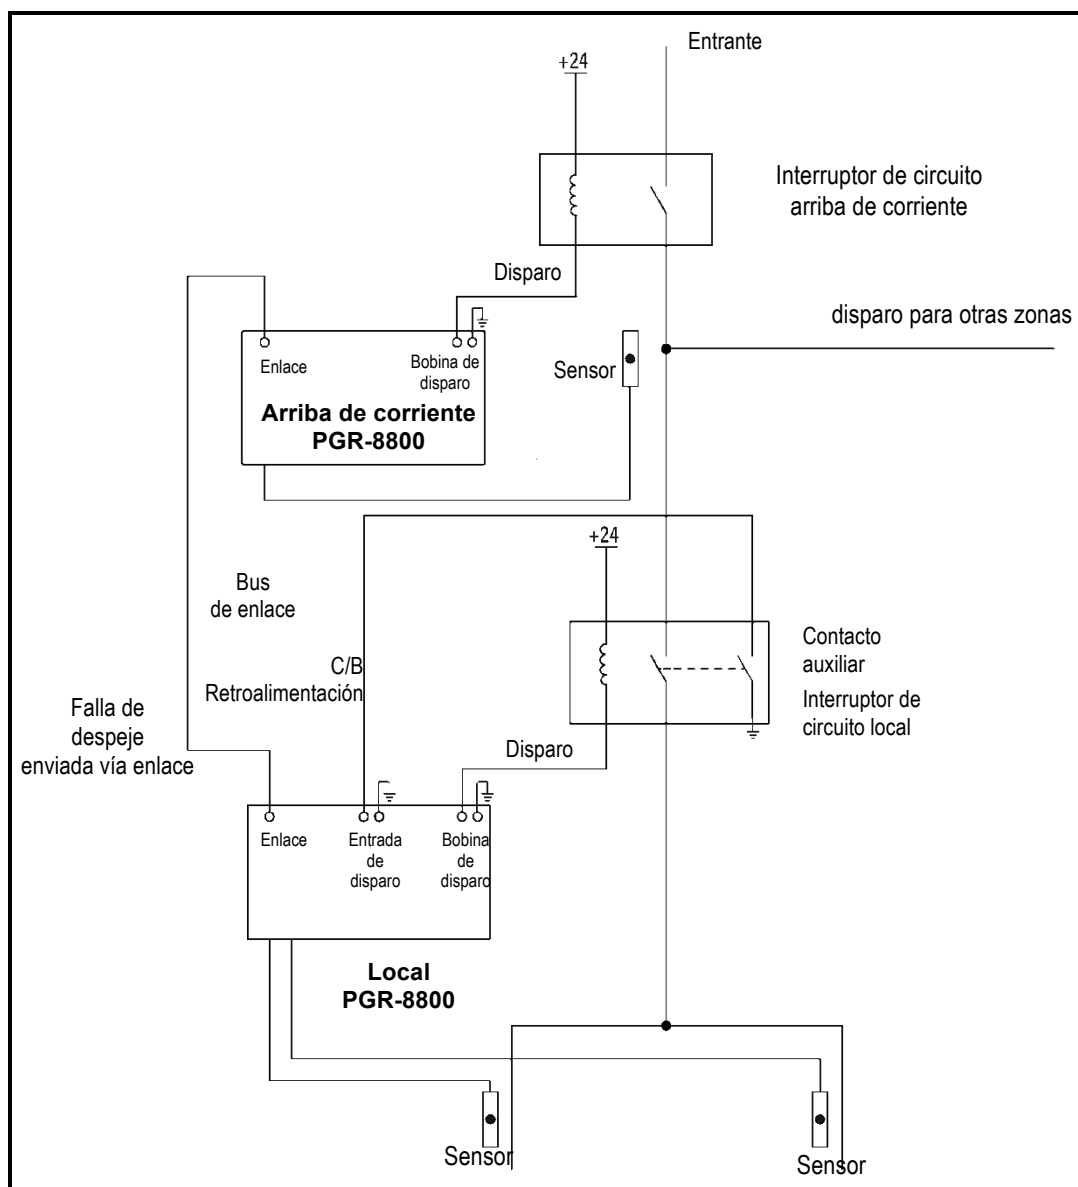 Entrante
+24
Interruptor de circuito
arriba de corriente
Disparo
disparo para otras zonas
Enlace
Bobina de
disparo
Sensor
Arriba de corriente
PGR-8800
+24
Bus
de enlace
C/B
Retroalimentación
Contacto
auxiliar
Interruptor de
circuito local
Falla de
despeje
enviada vía enlace
Disparo
Enlace
Entrada
de
disparo
Bobina
de
disparo
Local
PGR-8800
Sensor
Sensor